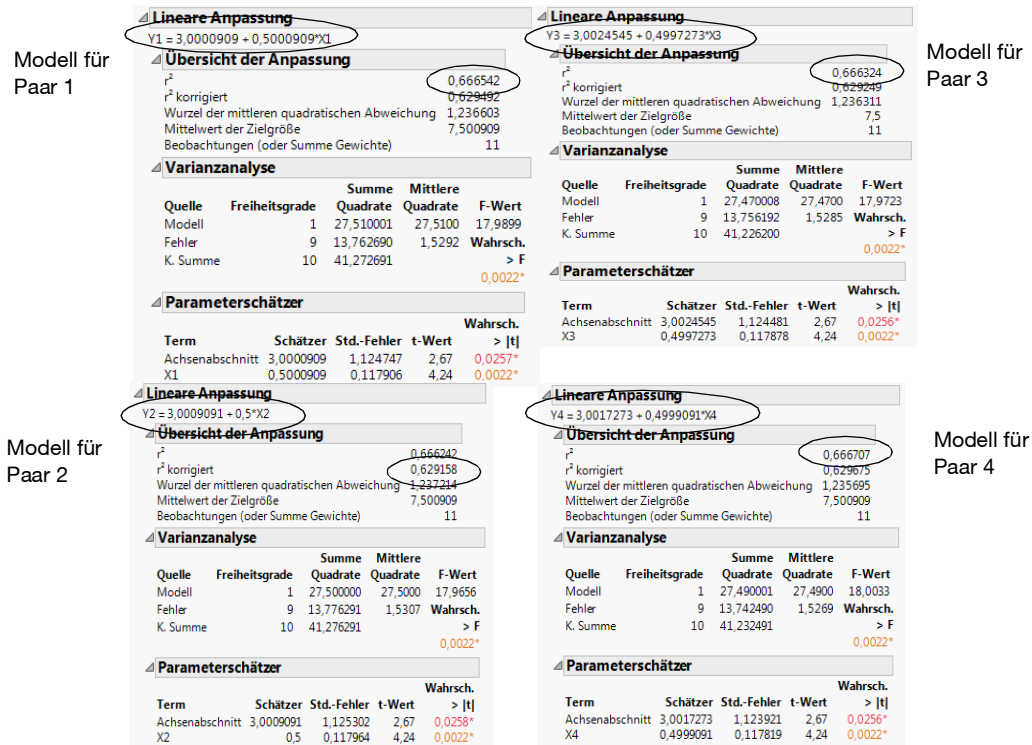 Modell für
Paar 1
Lineare Anpassung
Y1 = 3,0000909 + 0,5000909*X1
Übersicht der Anpassung
r² 0,666542
r² korrigiert 0,629492
Wurzel der mittleren quadratischen Abweichung 1,236603
Mittelwert der Zielgröße 7,500909
Beobachtungen (oder Summe Gewichte) 11
Varianzanalyse
Summe Mittlere
Quelle Freiheitsgrade Quadrate Quadrate F-Wert
Modell 1 27,510001 27,5100 17,9899
Fehler 9 13,762690 1,5292 Wahrsch.
K. Summe 10 41,272691 > F
0,0022*
Parameterschätzer
Wahrsch.
Term Schätzer Std.-Fehler t-Wert > |t|
Achsenabschnitt 3,0000909 1,124747 2,67 0,0257*
X1 0,5000909 0,117906 4,24 0,0022*
Modell für
Paar 3
Lineare Anpassung
Y3 = 3,0024545 + 0,4997273*X3
Übersicht der Anpassung
r² 0,666324
r² korrigiert 0,629249
Wurzel der mittleren quadratischen Abweichung 1,236311
Mittelwert der Zielgröße 7,5
Beobachtungen (oder Summe Gewichte) 11
Varianzanalyse
Summe Mittlere
Quelle Freiheitsgrade Quadrate Quadrate F-Wert
Modell 1 27,470008 27,4700 17,9723
Fehler 9 13,756192 1,5285 Wahrsch.
K. Summe 10 41,226200 > F
0,0022*
Parameterschätzer
Wahrsch.
Term Schätzer Std.-Fehler t-Wert > |t|
Achsenabschnitt 3,0024545 1,124481 2,67 0,0256*
X3 0,4997273 0,117878 4,24 0,0022*
Modell für
Paar 2
Lineare Anpassung
Y2 = 3,0009091 + 0,5*X2
Übersicht der Anpassung
r² 0,666242
r² korrigiert 0,629158
Wurzel der mittleren quadratischen Abweichung 1,237214
Mittelwert der Zielgröße 7,500909
Beobachtungen (oder Summe Gewichte) 11
Varianzanalyse
Summe Mittlere
Quelle Freiheitsgrade Quadrate Quadrate F-Wert
Modell 1 27,500000 27,5000 17,9656
Fehler 9 13,776291 1,5307 Wahrsch.
K. Summe 10 41,276291 > F
0,0022*
Parameterschätzer
Wahrsch.
Term Schätzer Std.-Fehler t-Wert > |t|
Achsenabschnitt 3,0009091 1,125302 2,67 0,0258*
X2 0,5 0,117964 4,24 0,0022*
Modell für
Paar 4
Lineare Anpassung
Y4 = 3,0017273 + 0,4999091*X4
Übersicht der Anpassung
r² 0,666707
r² korrigiert 0,629675
Wurzel der mittleren quadratischen Abweichung 1,235695
Mittelwert der Zielgröße 7,500909
Beobachtungen (oder Summe Gewichte) 11
Varianzanalyse
Summe Mittlere
Quelle Freiheitsgrade Quadrate Quadrate F-Wert
Modell 1 27,490001 27,4900 18,0033
Fehler 9 13,742490 1,5269 Wahrsch.
K. Summe 10 41,232491 > F
0,0022*
Parameterschätzer
Wahrsch.
Term Schätzer Std.-Fehler t-Wert > |t|
Achsenabschnitt 3,0017273 1,123921 2,67 0,0256*
X4 0,4999091 0,117819 4,24 0,0022*